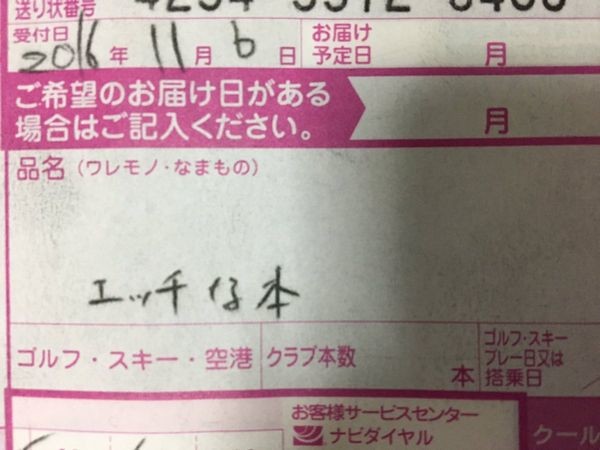 送り状番号
受付日 2016 年 11 月 6 日 お届け予定日 月
ご希望のお届け日がある
場合はご記入ください。 月
品名(ワレモノ・なまもの)
エッチな本
ゴルフ・スキー・空港 クラブ本数 本 ゴルフ・スキー
プレー日又は
搭乗日
お客様サービスセンター
ナビダイヤル
クール